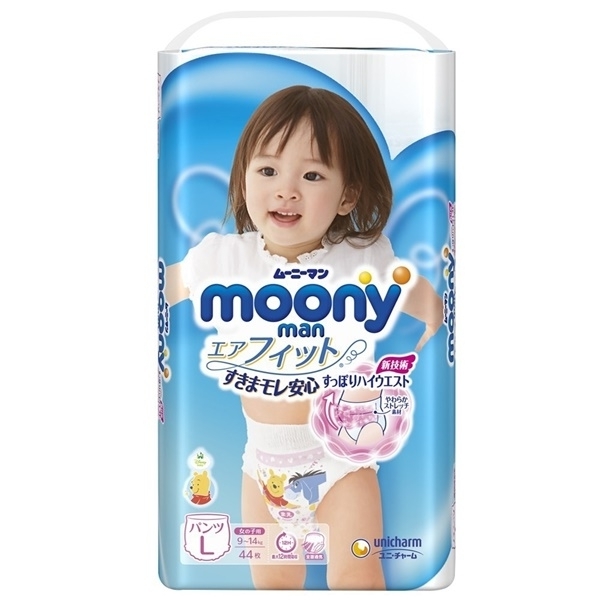 ムーニーマン
moony
man
エアフィット
すきまモレ安心
新技術
すっぽりハイウエスト
やわらか
ストレッチ
素材
パンツ
L
女の子用
9~14kg
44枚
12H
unicharm
ユニ・チャーム
moony
moony